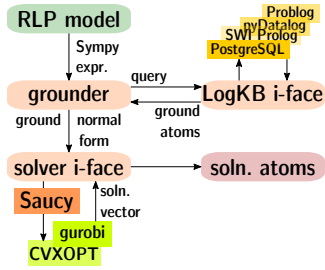 RLP model
Problog
pyDatalog
SWI Prolog
PostgreSQL
Sympy
expr.
query
grounder
LogKB i-face
ground
atoms
ground normal
form
solver i-face
soln. atoms
Saucy
soln.
vector
gurobi
CVXOPT